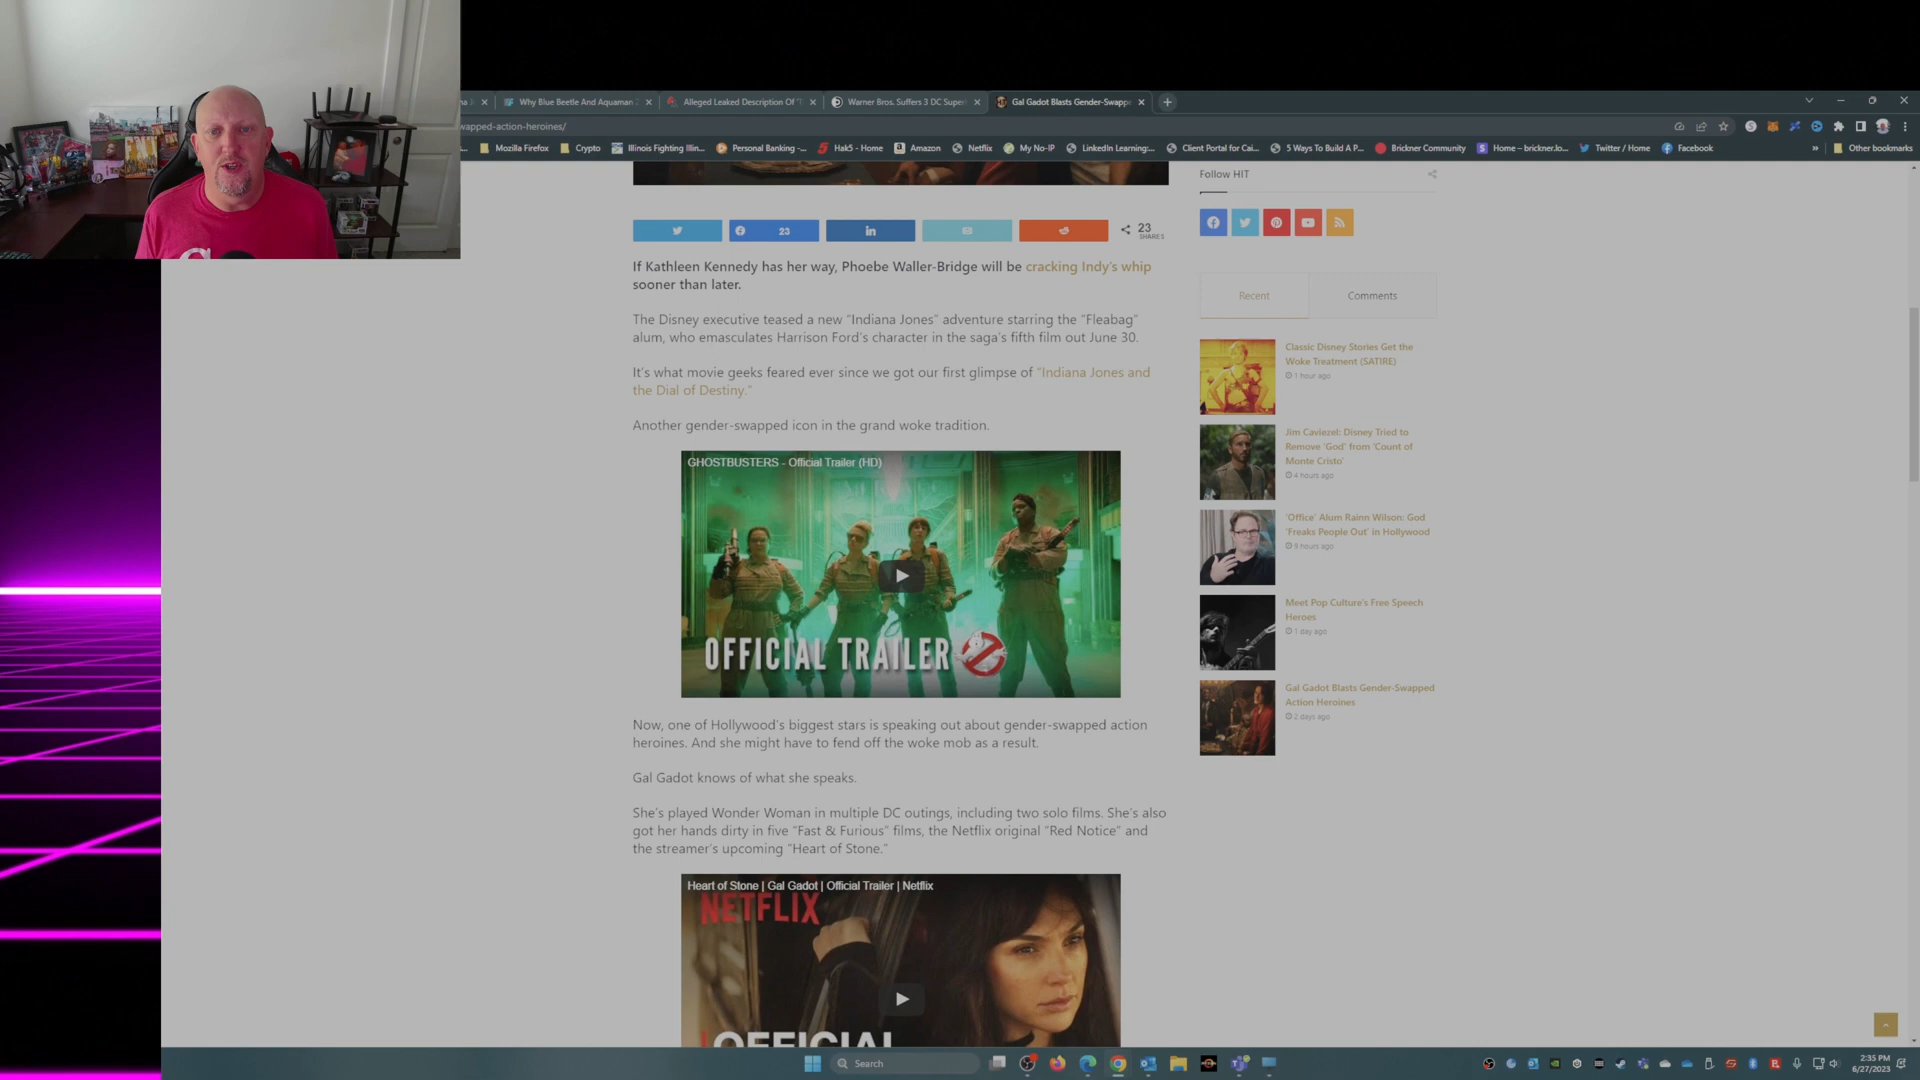 Why Blue Beetle And Aquaman
Alleged Leaked Description Of
Warner Bros. Suffers 3 DC Super
Gal Gadot Blasts Gender-Swapp
wapped-action-heroines/
Mozilla Firefox
Crypto
Illinois Fighting Illin...
Personal Banking -...
Hak5 - Home
Amazon
Netflix
My No-IP
LinkedIn Learning:...
Client Portal for Cai...
5 Ways To Build A P...
Brickner Community
Home – brickner.lo...
Twitter / Home
Facebook
»
Other bookmarks
Follow HIT
23
23
SHARES
If Kathleen Kennedy has her way, Phoebe Waller-Bridge will be cracking Indy's whip
sooner than later.
The Disney executive teased a new “Indiana Jones” adventure starring the “Fleabag”
alum, who emasculates Harrison Ford's character in the saga's fifth film out June 30.
It's what movie geeks feared ever since we got our first glimpse of “Indiana Jones and
the Dial of Destiny.”
Another gender-swapped icon in the grand woke tradition.
GHOSTBUSTERS - Official Trailer (HD)
OFFICIAL TRAILER
Now, one of Hollywood's biggest stars is speaking out about gender-swapped action
heroines. And she might have to fend off the woke mob as a result.
Gal Gadot knows of what she speaks.
She's played Wonder Woman in multiple DC outings, including two solo films. She's also
got her hands dirty in five “Fast & Furious” films, the Netflix original “Red Notice” and
the streamer's upcoming “Heart of Stone.”
Heart of Stone | Gal Gadot | Official Trailer | Netflix
NETFLIX
OFFICIAL
Recent
Comments
Classic Disney Stories Get the
Woke Treatment (SATIRE)
1 hour ago
Jim Caviezel: Disney Tried to
Remove 'God' from 'Count of
Monte Cristo'
4 hours ago
'Office' Alum Rainn Wilson: God
'Freaks People Out' in Hollywood
9 hours ago
Meet Pop Culture's Free Speech
Heroes
1 day ago
Gal Gadot Blasts Gender-Swapped
Action Heroines
2 days ago
Search
2:35 PM
6/27/2023